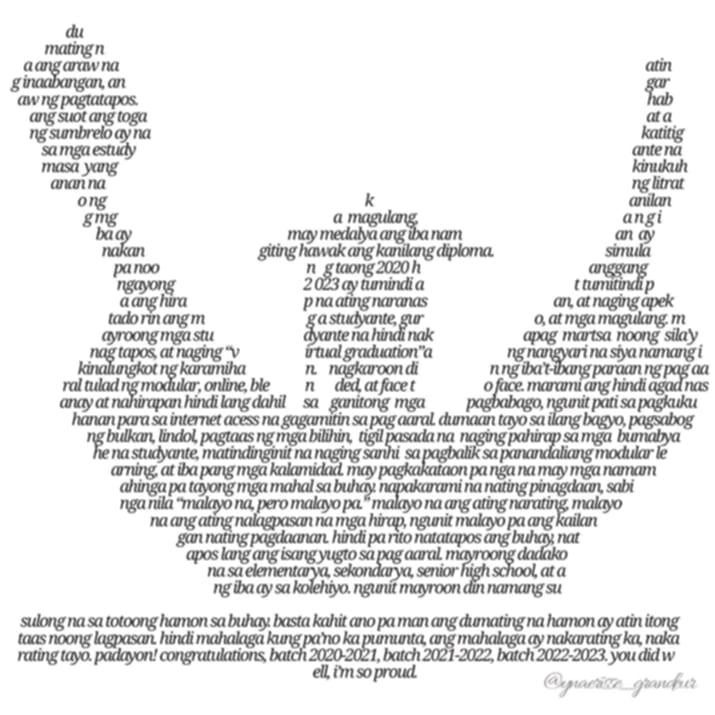 du
mating n
a ang araw na atin
g inaabangan, an gar
aw ng pagtatapos. hab
ang suot ang toga at a
ng sumbrelo ay na katitig
sa mga estudy ante na
masa yang kinukuh
anan na ng litrat
o ng k anilan
g mg a magulang, a n g i
ba ay may medalya ang iba nam an ay
nakan giting hawak ang kanilang diploma. simula
pa noo n g taong 2020 h anggang
ngayong 2 023 ay tumindi a t tumitindi p
a ang hira p na ating naranas an, at naging apek
tado rin ang m g a studyante, gur o, at mga magulang. m
ayroong mga stu dyante na hindi nak apag martsa noong sila'y
nag tapos, at naging “v irtual graduation”a ng nangyari na siya namang i
kinalungkot ng karamiha n. nagkaroon di n ng iba't-ibang paraan ng pag aa
ral tulad ng modular, online, ble n ded, at face t o face. marami ang hindi agad nas
anay at nahirapan hindi lang dahil sa ganitong mga pagbabago, ngunit pati sa pagkuku
hanan para sa internet acess na gagamitin sa pag aaral. dumaan tayo sa ilang bagyo, pagsabog
ng bulkan, lindol, pagtaas ng mga bilihin, tigil pasada na naging pahirap sa mga bumabya
he na studyante, matindinginit na naging sanhi sa pagbalik sa panandaliang modular le
arning, at iba pang mga kalamidad. may pagkakataon pa nga na may mga namam
ahinga pa tayong mga mahal sa buhay. napakarami na nating pinagdaan, sabi
nga nila “malayo na, pero malayo pa.” malayo na ang ating narating, malayo
na ang ating nalagpasan na mga hirap, ngunit malayo pa ang kailan
gan nating pagdaanan. hindi pa rito natatapos ang buhay, nat
apos lang ang isang yugto sa pag aaral. mayroong dadako
na sa elementarya, sekondarya, senior high school, at a
ng iba ay sa kolehiyo. ngunit mayroon din namang su
sulong na sa totoong hamon sa buhay. basta kahit ano pa man ang dumating na hamon ay atin itong
taas noong lagpasan. hindi mahalaga kung pa'no ka pumunta, ang mahalaga ay nakarating ka, naka
rating tayo. padayon! congratulations, batch 2020-2021, batch 2021-2022, batch 2022-2023. you did w
ell, i'm so proud.